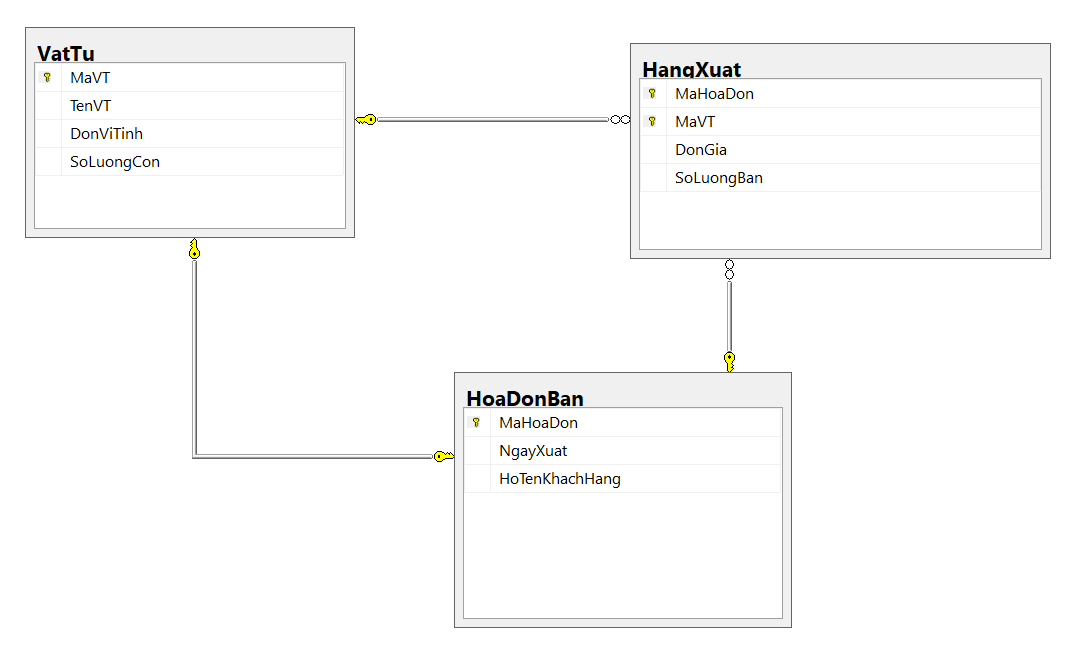 VatTu
MaVT
TenVT
DonViTinh
SoLuongCon
HangXuat
MaHoaDon
MaVT
DonGia
SoLuongBan
HoaDonBan
MaHoaDon
NgayXuat
HoTenKhachHang